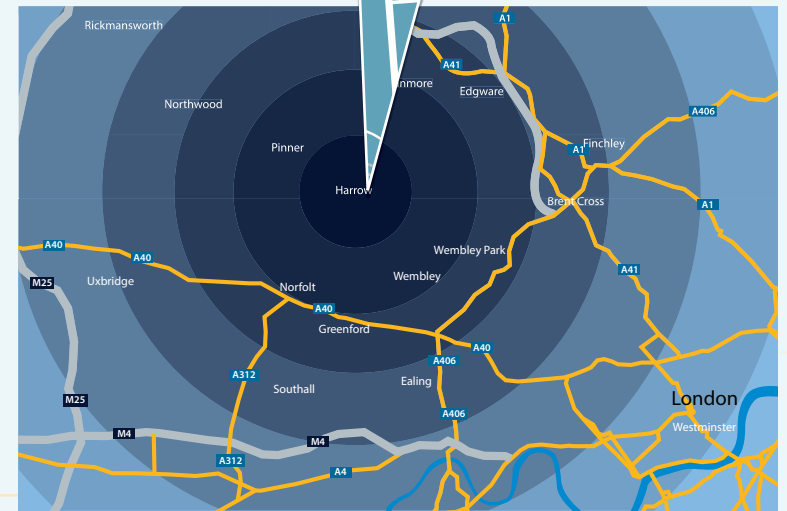 Rickmansworth
A1
A41
nmore
Edgware
Northwood
A406
Pinner
A1
Finchley
Harrow
Brent Cross
A1
A40
A40
Wembley Park
A41
M25
Uxbridge
Wembley
Norfolt
A40
Greenford
A40
A406
A312
Ealing
Southall
M25
London
A406
Westminster
M4
M4
A312
A4